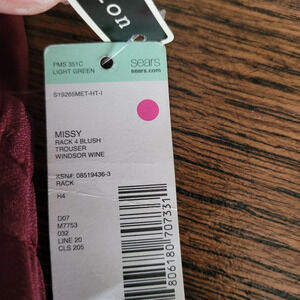 on
PMS 351C
LIGHT GREEN
sears
sears.com
S19265MET-HT-I
MISSY
RACK 4 BLUSH
TROUSER
WINDSOR WINE
KSN#: 08519436-3
RACK
H4
D07
M7753
032
LINE 20
CLS 205
806180 707331